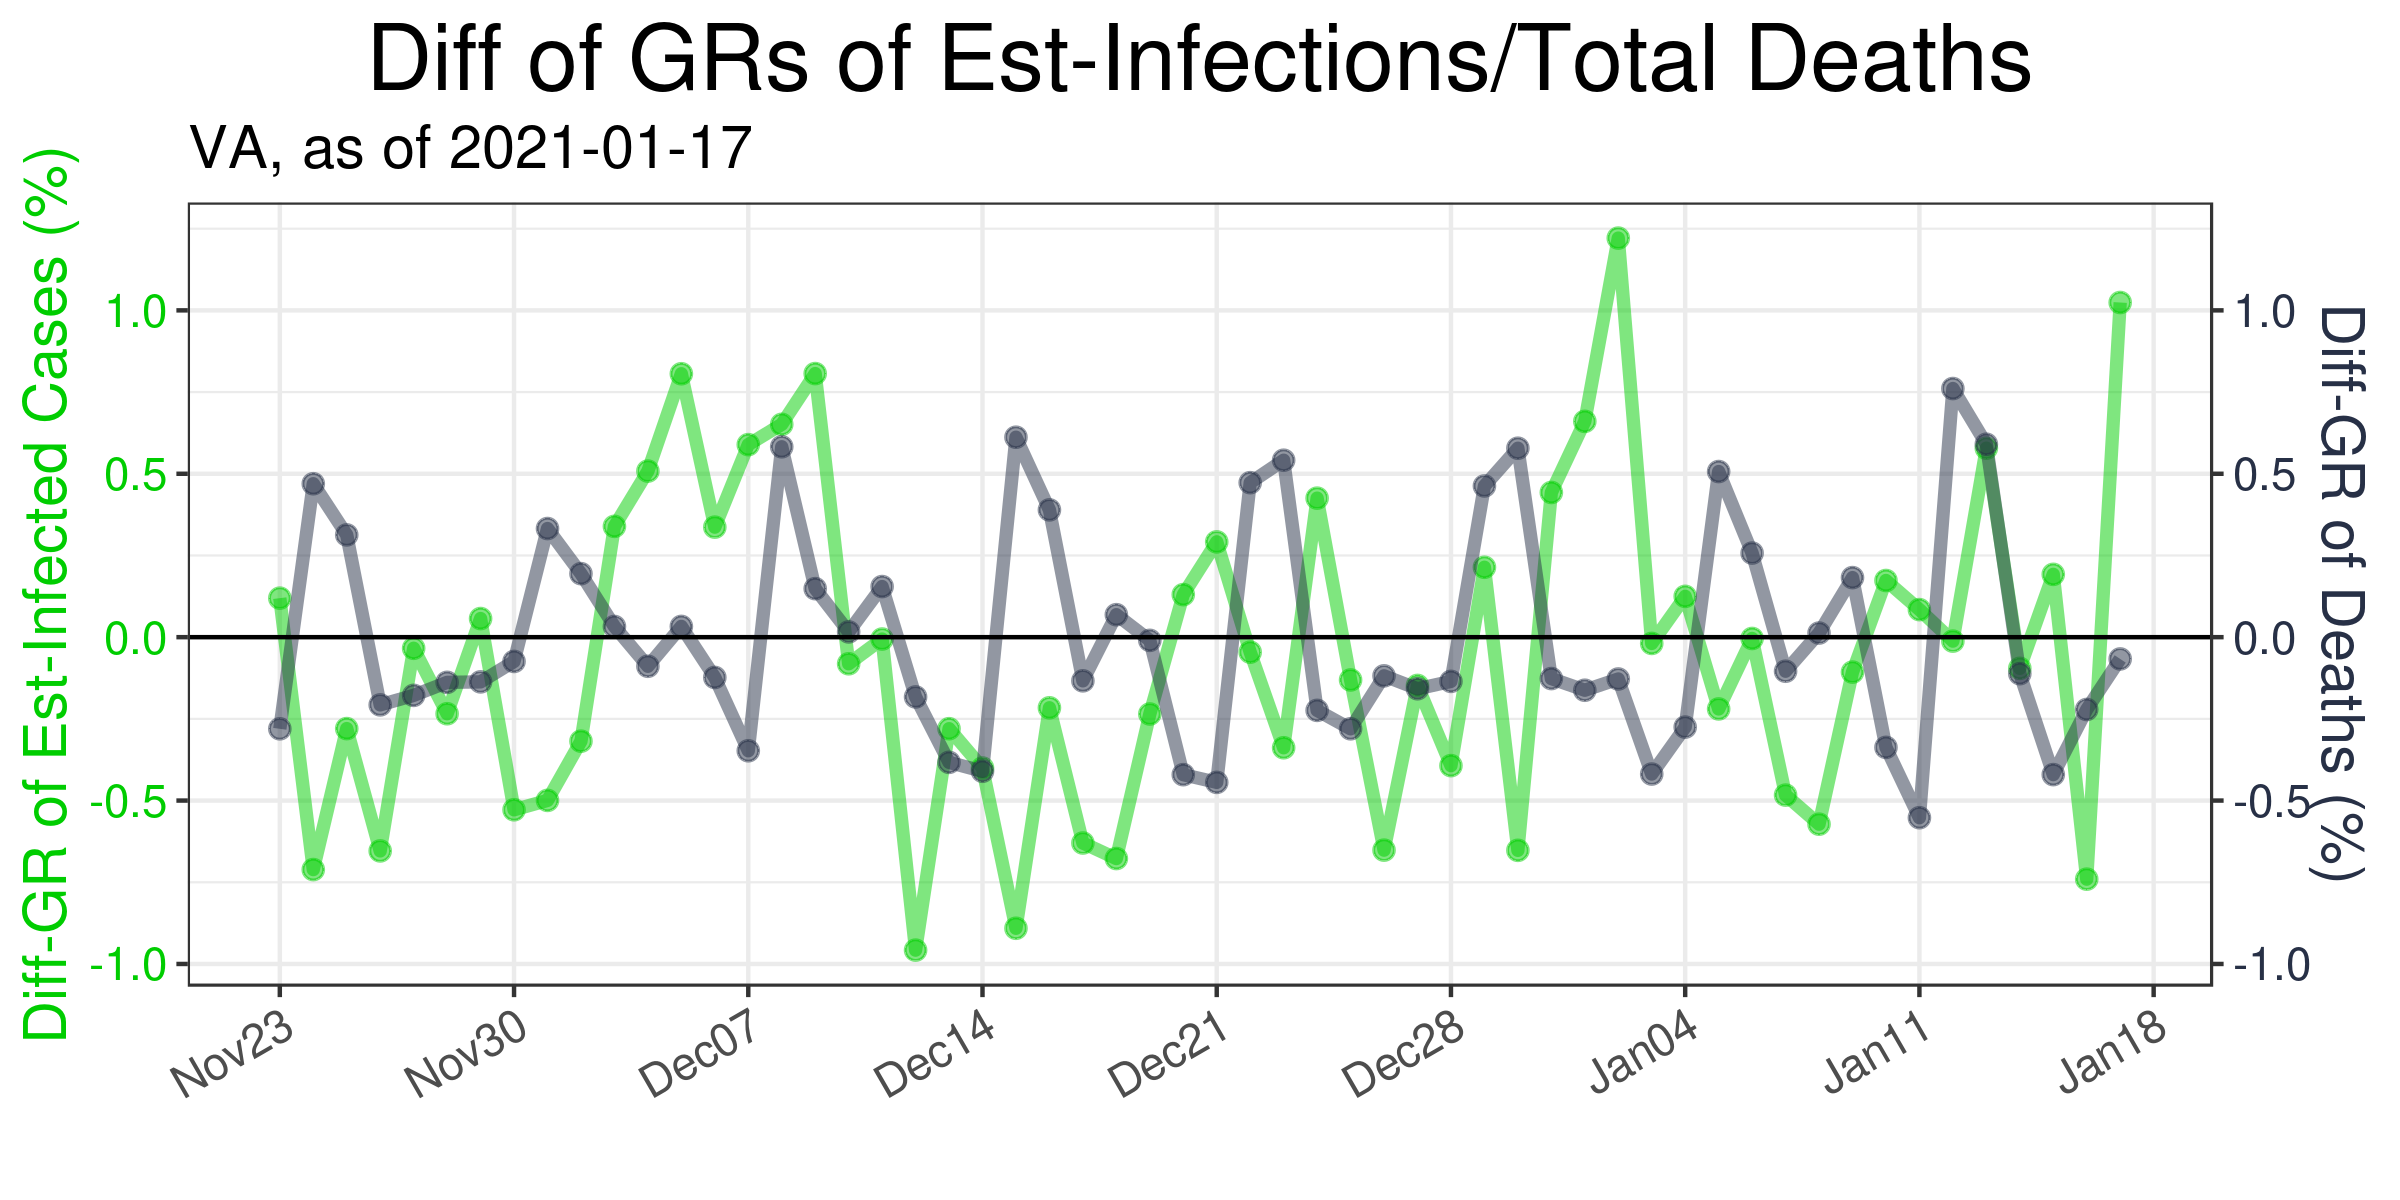 Diff of GRs of Est-Infections/Total Deaths
VA, as of 2021-01-17
Diff-GR of Est-Infected Cases (%)
1.0
0.5
0.0
-0.5
-1.0
1.0
0.5
0.0
-0.5
-1.0
Diff-GR of Deaths (%)
Nov23 Nov30 Dec07 Dec14 Dec21 Dec28 Jan04 Jan11 Jan18